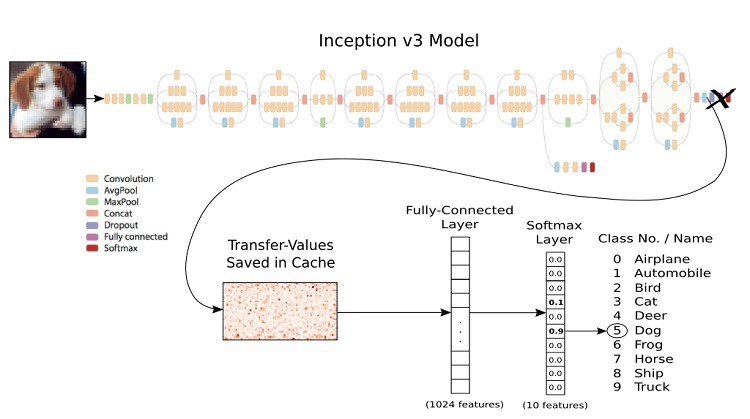 Inception v3 Model
Convolution
AvgPool
MaxPool
Concat
Dropout
Fully connected
Softmax
Transfer-Values
Saved in Cache
Fully-Connected
Layer
(1024 features)
Softmax
Layer
0.0
0.0
0.0
0.1
0.0
0.9
0.0
0.0
0.0
0.0
(10 features)
Class No. / Name
0 Airplane
1 Automobile
2 Bird
3 Cat
4 Deer
5 Dog
6 Frog
7 Horse
8 Ship
9 Truck